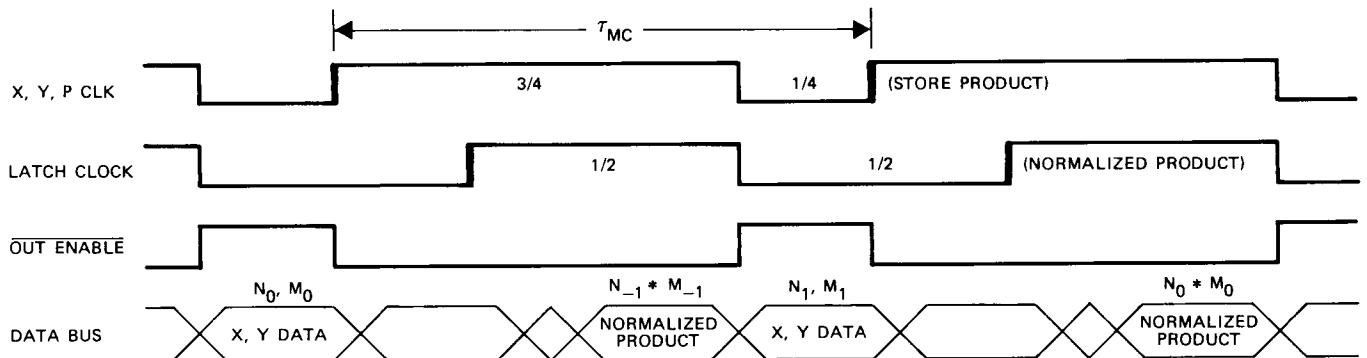 τMC
X, Y, P CLK
3/4
1/4
(STORE PRODUCT)
LATCH CLOCK
1/2
1/2
(NORMALIZED PRODUCT)
OUT ENABLE
N0, M0
N–1 * M–1
N1, M1
N0 * M0
DATA BUS
X, Y DATA
NORMALIZED
PRODUCT
X, Y DATA
NORMALIZED
PRODUCT